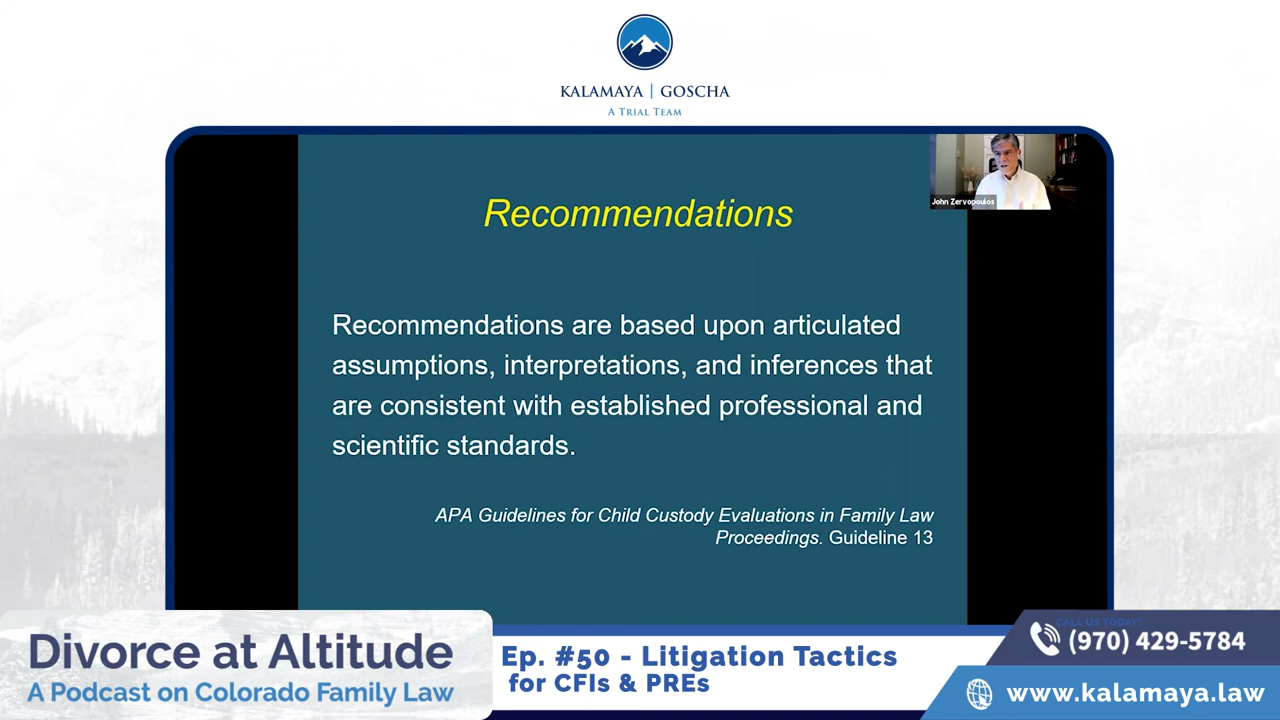 KALAMAYA | GOSCHA
A TRIAL TEAM
John Zervopoulos
Recommendations
Recommendations are based upon articulated
assumptions, interpretations, and inferences that
are consistent with established professional and
scientific standards.
APA Guidelines for Child Custody Evaluations in Family Law
Proceedings. Guideline 13
Divorce at Altitude
A Podcast on Colorado Family Law
Ep. #50 - Litigation Tactics
for CFIs & PREs
CALL US TODAY!
(970) 429-5784
www.kalamaya.law